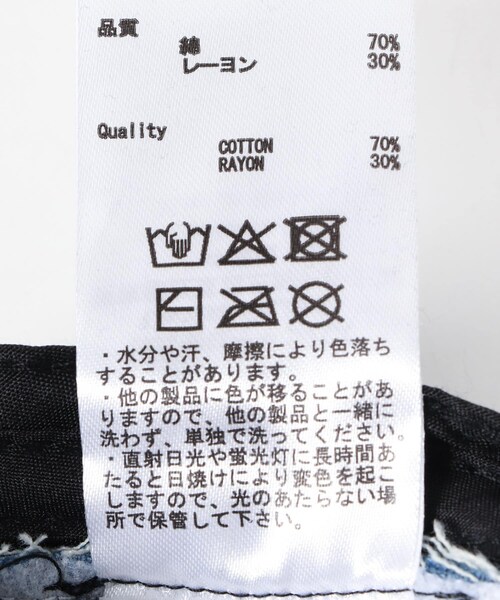 品質
綿 70%
レーヨン 30%
Quality
COTTON 70%
RAYON 30%
・水分や汗、摩擦により色落ち
することがあります。
・他の製品に色が移ることがあ
りますので、他の製品と一緒に
洗わず、単独で洗ってください。
・直射日光や蛍光灯に長時間あ
たると日焼けにより変色を起こ
しますので、光のあたらない場
所で保管して下さい。